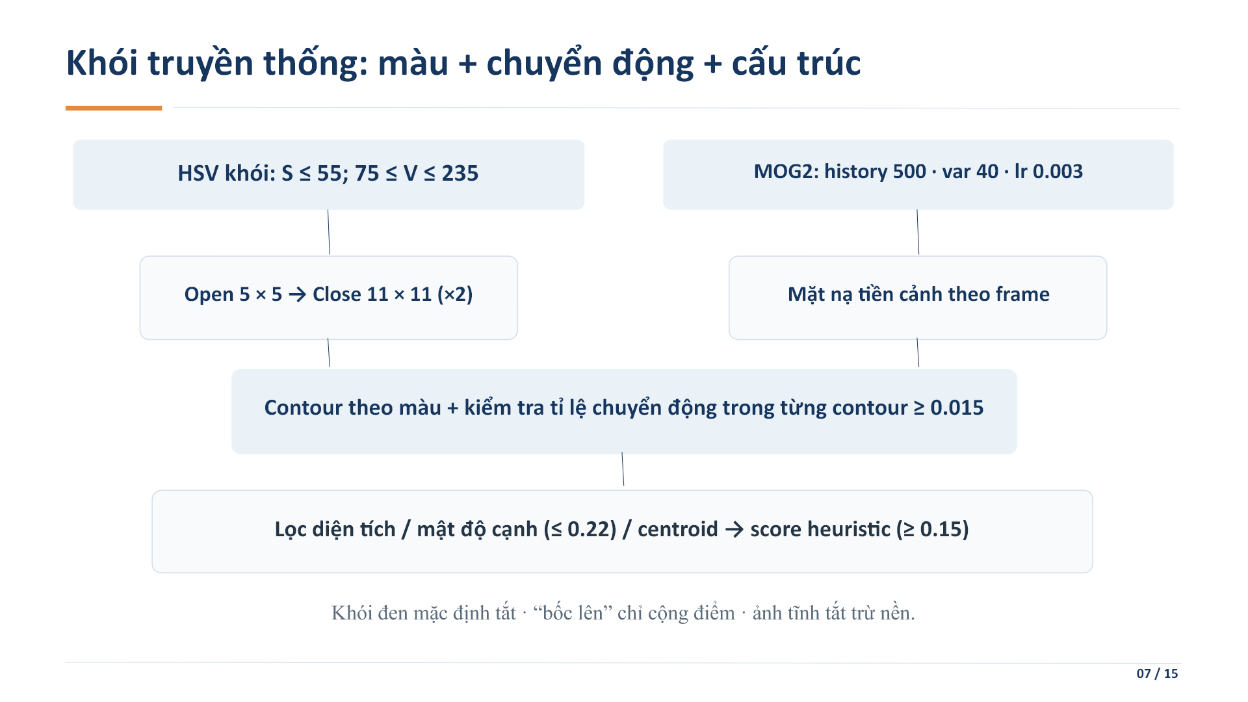 Khói truyền thống: màu + chuyển động + cấu trúc
HSV khói: S ≤ 55; 75 ≤ V ≤ 235
MOG2: history 500 · var 40 · lr 0.003
Open 5 × 5 → Close 11 × 11 (×2)
Mặt nạ tiền cảnh theo frame
Contour theo màu + kiểm tra tỉ lệ chuyển động trong từng contour ≥ 0.015
Lọc diện tích / mật độ cạnh (≤ 0.22) / centroid → score heuristic (≥ 0.15)
Khói đen mặc định tắt · “bốc lên” chỉ cộng điểm · ảnh tĩnh tắt trừ nền.
07 / 15